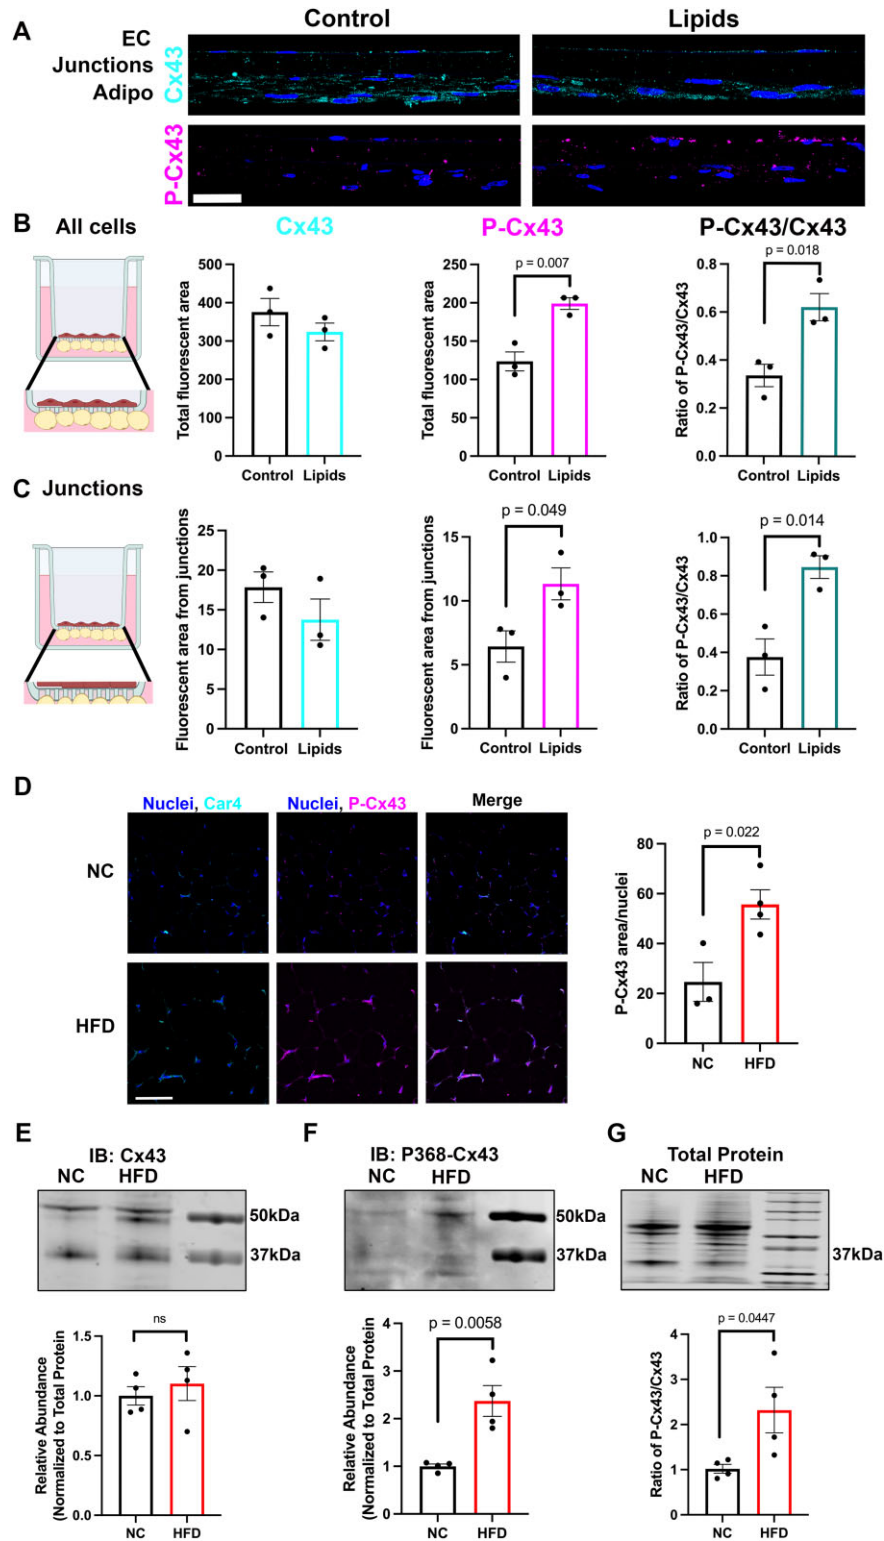 A
Control
Lipids
EC
Junctions
Adipo
Cx43
P-Cx43
B
All cells
Cx43
P-Cx43
P-Cx43/Cx43
Total fluorescent area
500
400
300
200
100
0
Control Lipids
Total fluorescent area
250
200
150
100
50
0
p = 0.007
Control Lipids
Ratio of P-Cx43/Cx43
0.8
0.6
0.4
0.2
0.0
p = 0.018
Control Lipids
C
Junctions
Fluorescent area from junctions
25
20
15
10
5
0
Control Lipids
Fluorescent area from junctions
15
10
5
0
p = 0.049
Control Lipids
Ratio of P-Cx43/Cx43
1.0
0.8
0.6
0.4
0.2
0.0
p = 0.014
Control Lipids
D
Nuclei, Car4
Nuclei, P-Cx43
Merge
NC
HFD
P-Cx43 area/nuclei
80
60
40
20
0
p = 0.022
NC HFD
E
IB: Cx43
NC HFD
50kDa
37kDa
Relative Abundance
(Normalized to Total Protein)
1.5
1.0
0.5
0.0
ns
NC HFD
F
IB: P368-Cx43
NC HFD
50kDa
37kDa
Relative Abundance
(Normalized to Total Protein)
4
3
2
1
0
p = 0.0058
NC HFD
G
Total Protein
NC HFD
37kDa
Ratio of P-Cx43/Cx43
4
3
2
1
0
p = 0.0447
NC HFD